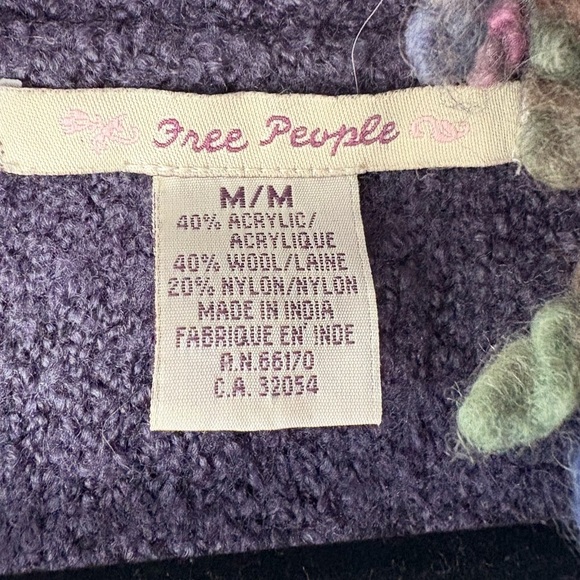 Free People
M/M
40% ACRYLIC/
ACRYLIQUE
40% WOOL/LAINE
20% NYLON/NYLON
MADE IN INDIA
FABRIQUE EN' INDE
R.N.66170
C.A. 32054